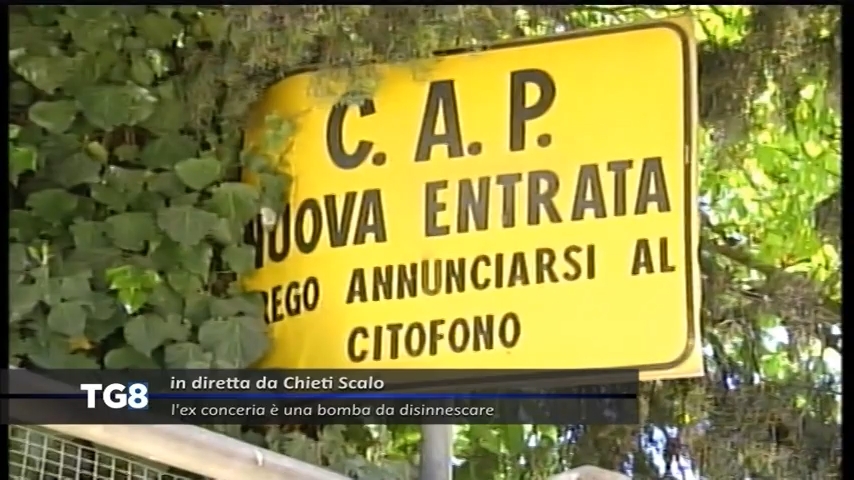 C. A. P.
NUOVA ENTRATA
PREGO ANNUNCIARSI AL
CITOFONO
TG8
in diretta da Chieti Scalo
l'ex conceria è una bomba da disinnescare